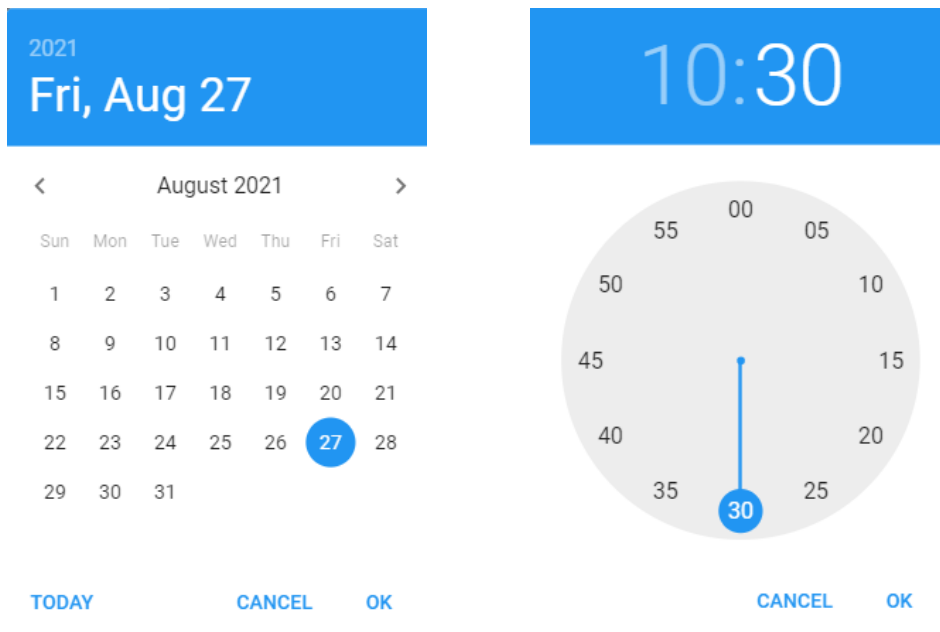 2021
Fri, Aug 27
August 2021
Sun Mon Tue Wed Thu Fri Sat
1 2 3 4 5 6 7
8 9 10 11 12 13 14
15 16 17 18 19 20 21
22 23 24 25 26 27 28
29 30 31
TODAY CANCEL OK
10:30
00
55 05
50 10
45 15
40 20
35 25
30
CANCEL OK